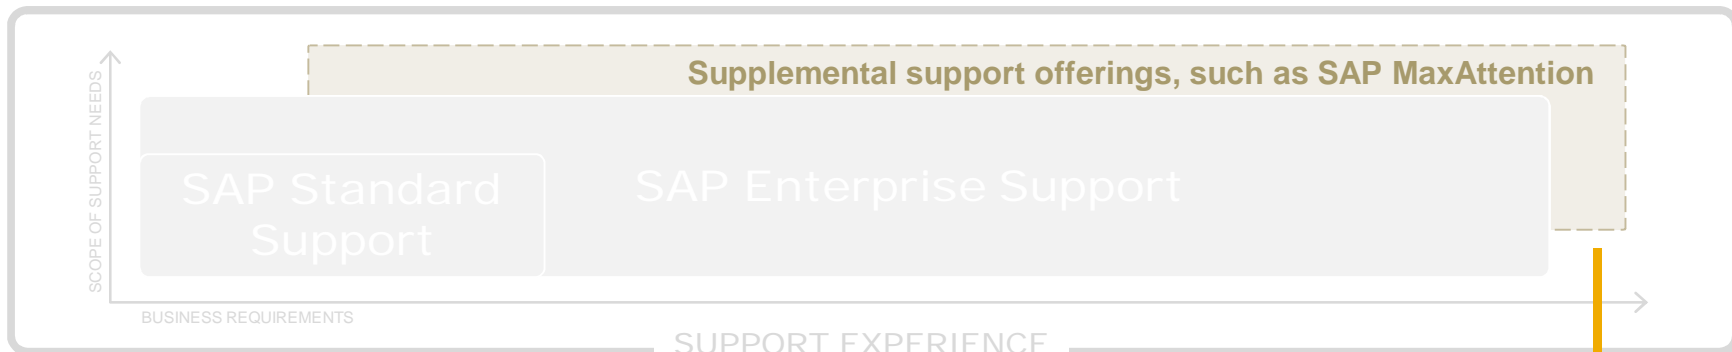 Supplemental support offerings, such as SAP MaxAttention
SCOPE OF SUPPORT NEEDS
SAP Standard
Support
SAP Enterprise Support
BUSINESS REQUIREMENTS
SUPPORT EXPERIENCE